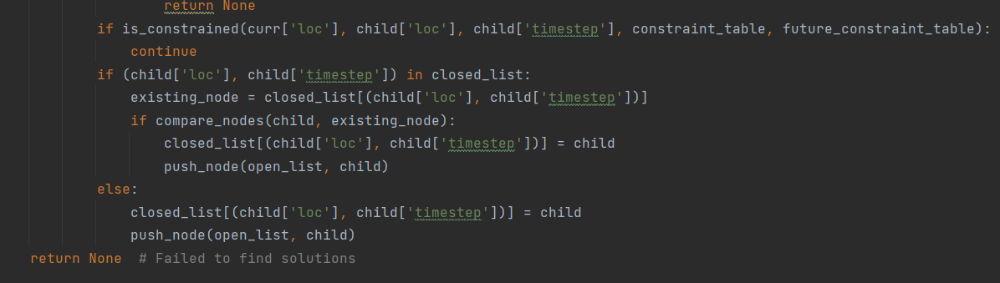 return None
if is_constrained(curr['loc'], child['loc'], child['timestep'], constraint_table, future_constraint_table):
continue
if (child['loc'], child['timestep']) in closed_list:
existing_node = closed_list[(child['loc'], child['timestep'])]
if compare_nodes(child, existing_node):
closed_list[(child['loc'], child['timestep'])] = child
push_node(open_list, child)
else:
closed_list[(child['loc'], child['timestep'])] = child
push_node(open_list, child)
return None  # Failed to find solutions